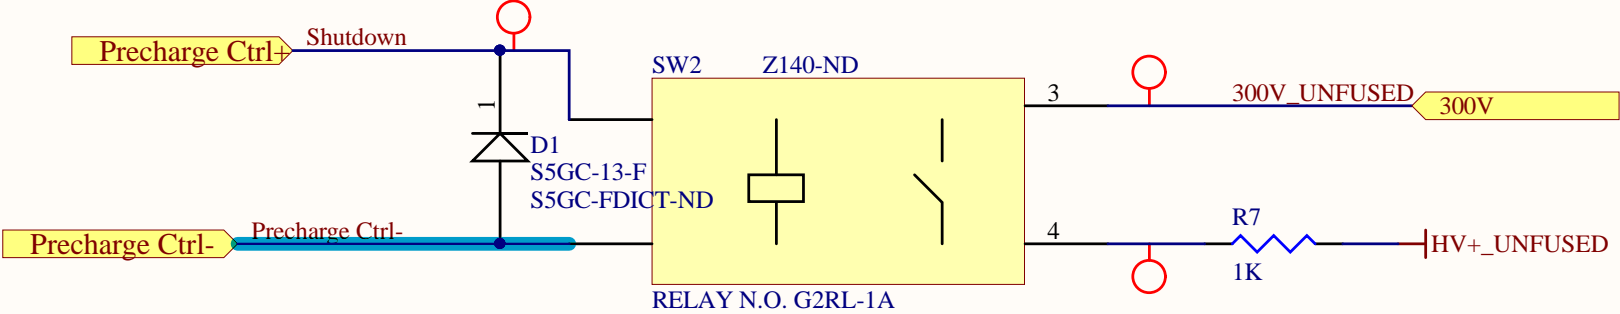 Precharge Ctrl+
Shutdown
SW2
Z140-ND
3
300V_UNFUSED
300V
1
D1
S5GC-13-F
S5GC-FDICT-ND
Precharge Ctrl-
Precharge Ctrl-
4
R7
1K
HV+_UNFUSED
RELAY N.O. G2RL-1A